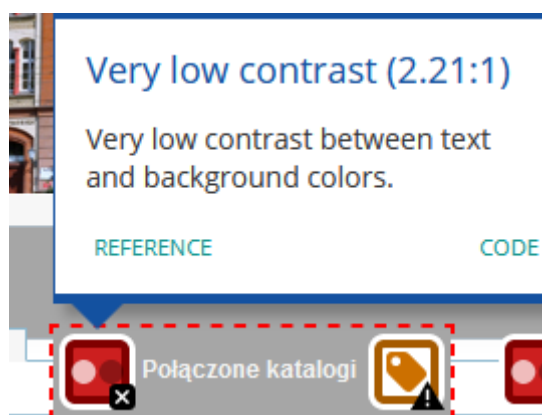 Very low contrast (2.21:1)
Very low contrast between text
and background colors.
REFERENCE CODE
Połączone katalogi